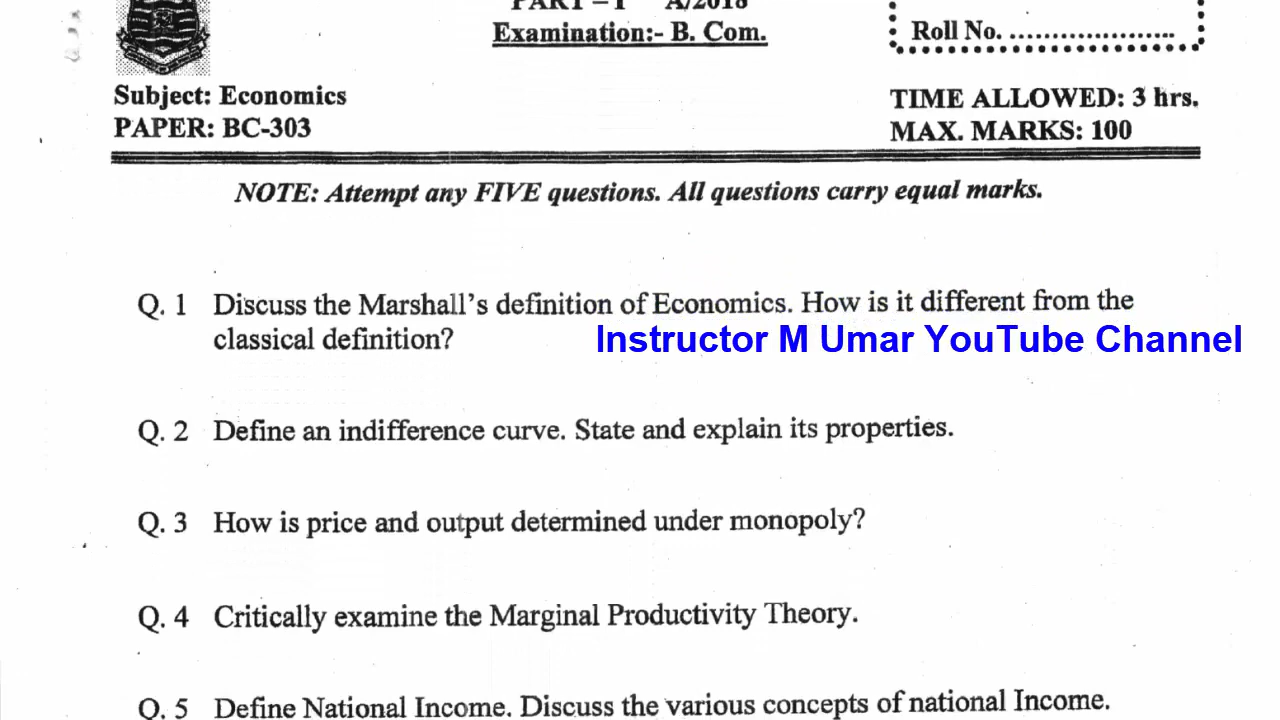 PART – I A/2018
Examination:- B. Com.
Roll No. .....................
Subject: Economics
PAPER: BC-303
TIME ALLOWED: 3 hrs.
MAX. MARKS: 100
NOTE: Attempt any FIVE questions. All questions carry equal marks.
Q. 1 Discuss the Marshall's definition of Economics. How is it different from the
classical definition?
Instructor M Umar YouTube Channel
Q. 2 Define an indifference curve. State and explain its properties.
Q. 3 How is price and output determined under monopoly?
Q. 4 Critically examine the Marginal Productivity Theory.
Q. 5 Define National Income. Discuss the various concepts of national Income.